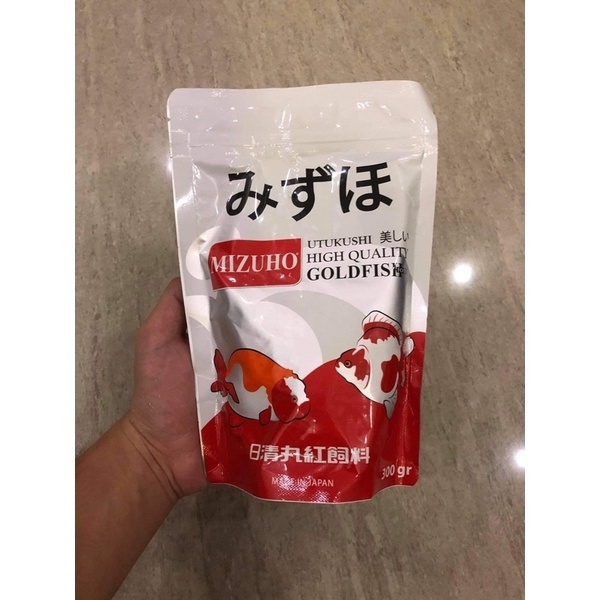 みずほ
MIZUHO
UTUKUSHI 美しい
HIGH QUALITY
GOLDFISH
日清丸紅飼料
300 gr
MADE IN JAPAN